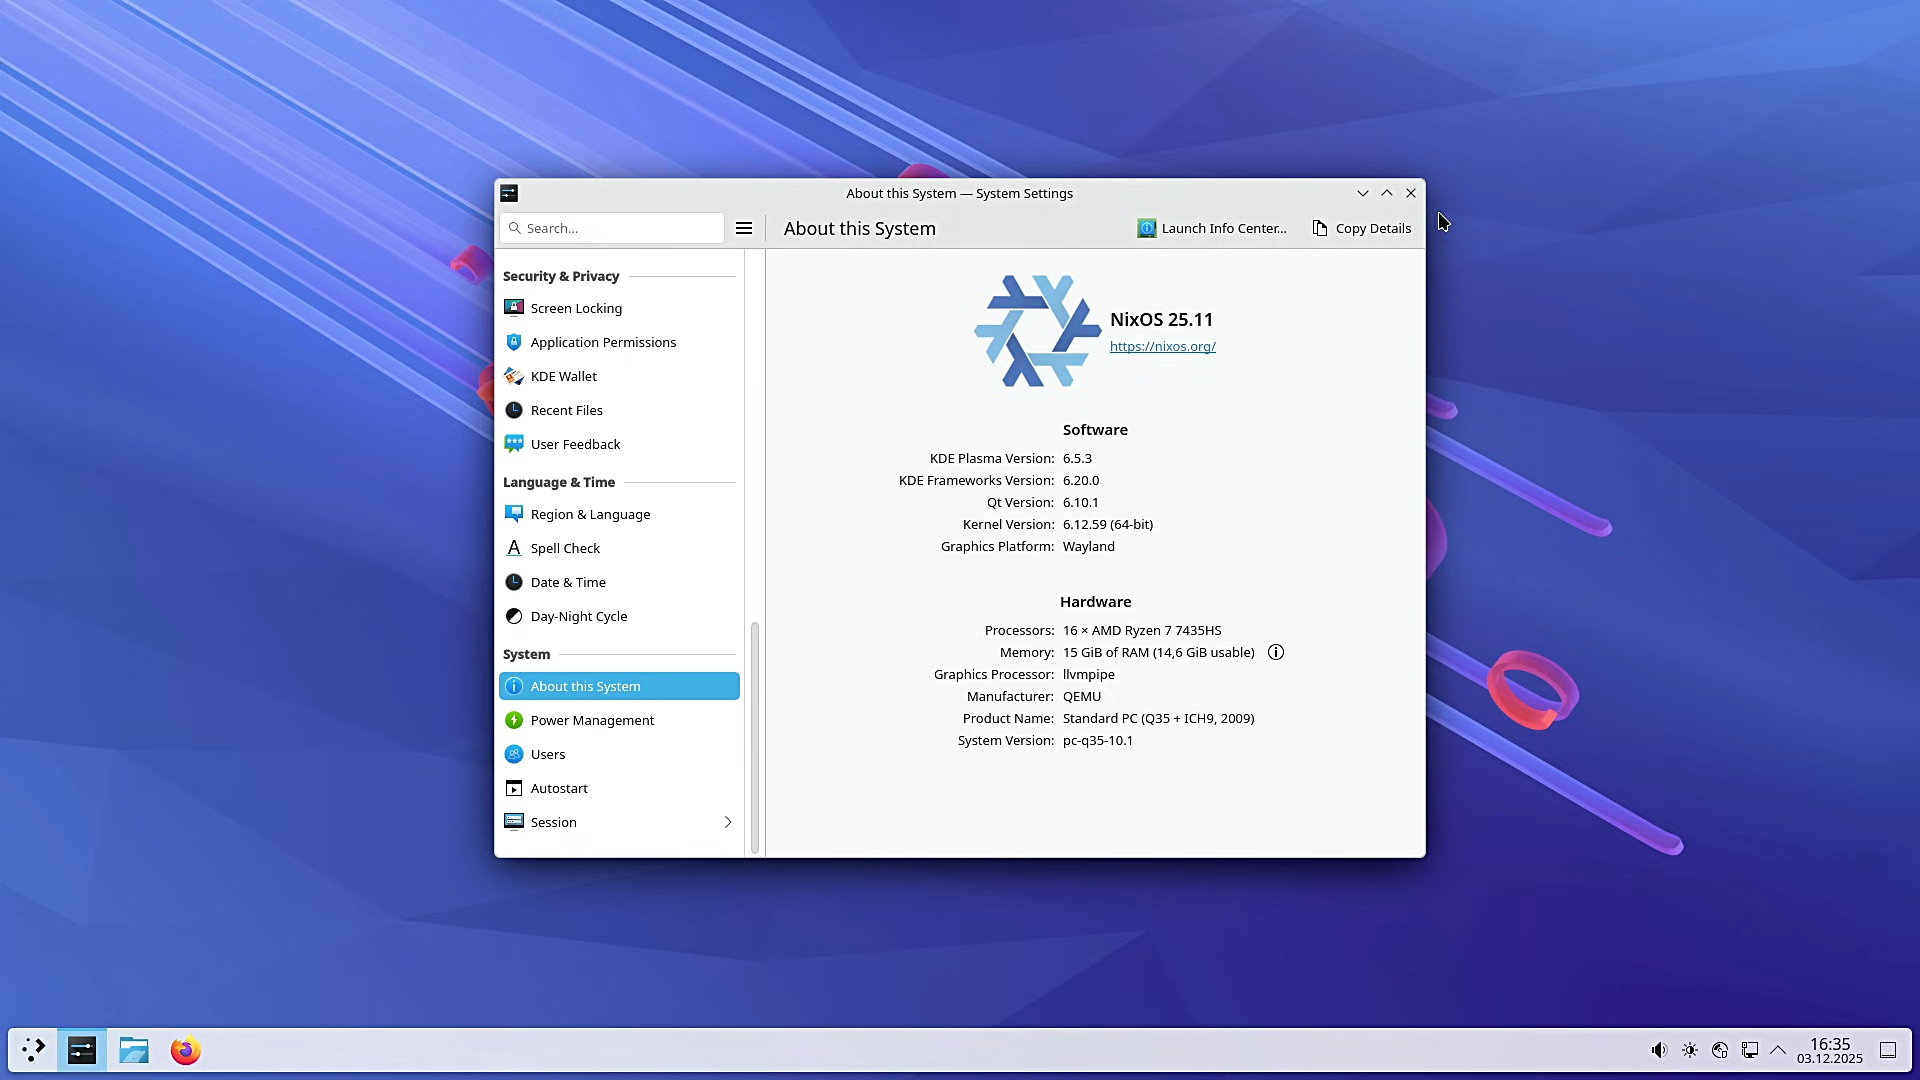 About this System — System Settings
Search...
About this System
Launch Info Center...
Copy Details
Security & Privacy
Screen Locking
Application Permissions
KDE Wallet
Recent Files
User Feedback
Language & Time
Region & Language
Spell Check
Date & Time
Day-Night Cycle
System
About this System
Power Management
Users
Autostart
Session
NixOS 25.11
https://nixos.org/
Software
KDE Plasma Version: 6.5.3
KDE Frameworks Version: 6.20.0
Qt Version: 6.10.1
Kernel Version: 6.12.59 (64-bit)
Graphics Platform: Wayland
Hardware
Processors: 16 × AMD Ryzen 7 7435HS
Memory: 15 GiB of RAM (14,6 GiB usable)
Graphics Processor: llvmpipe
Manufacturer: QEMU
Product Name: Standard PC (Q35 + ICH9, 2009)
System Version: pc-q35-10.1
16:35
03.12.2025